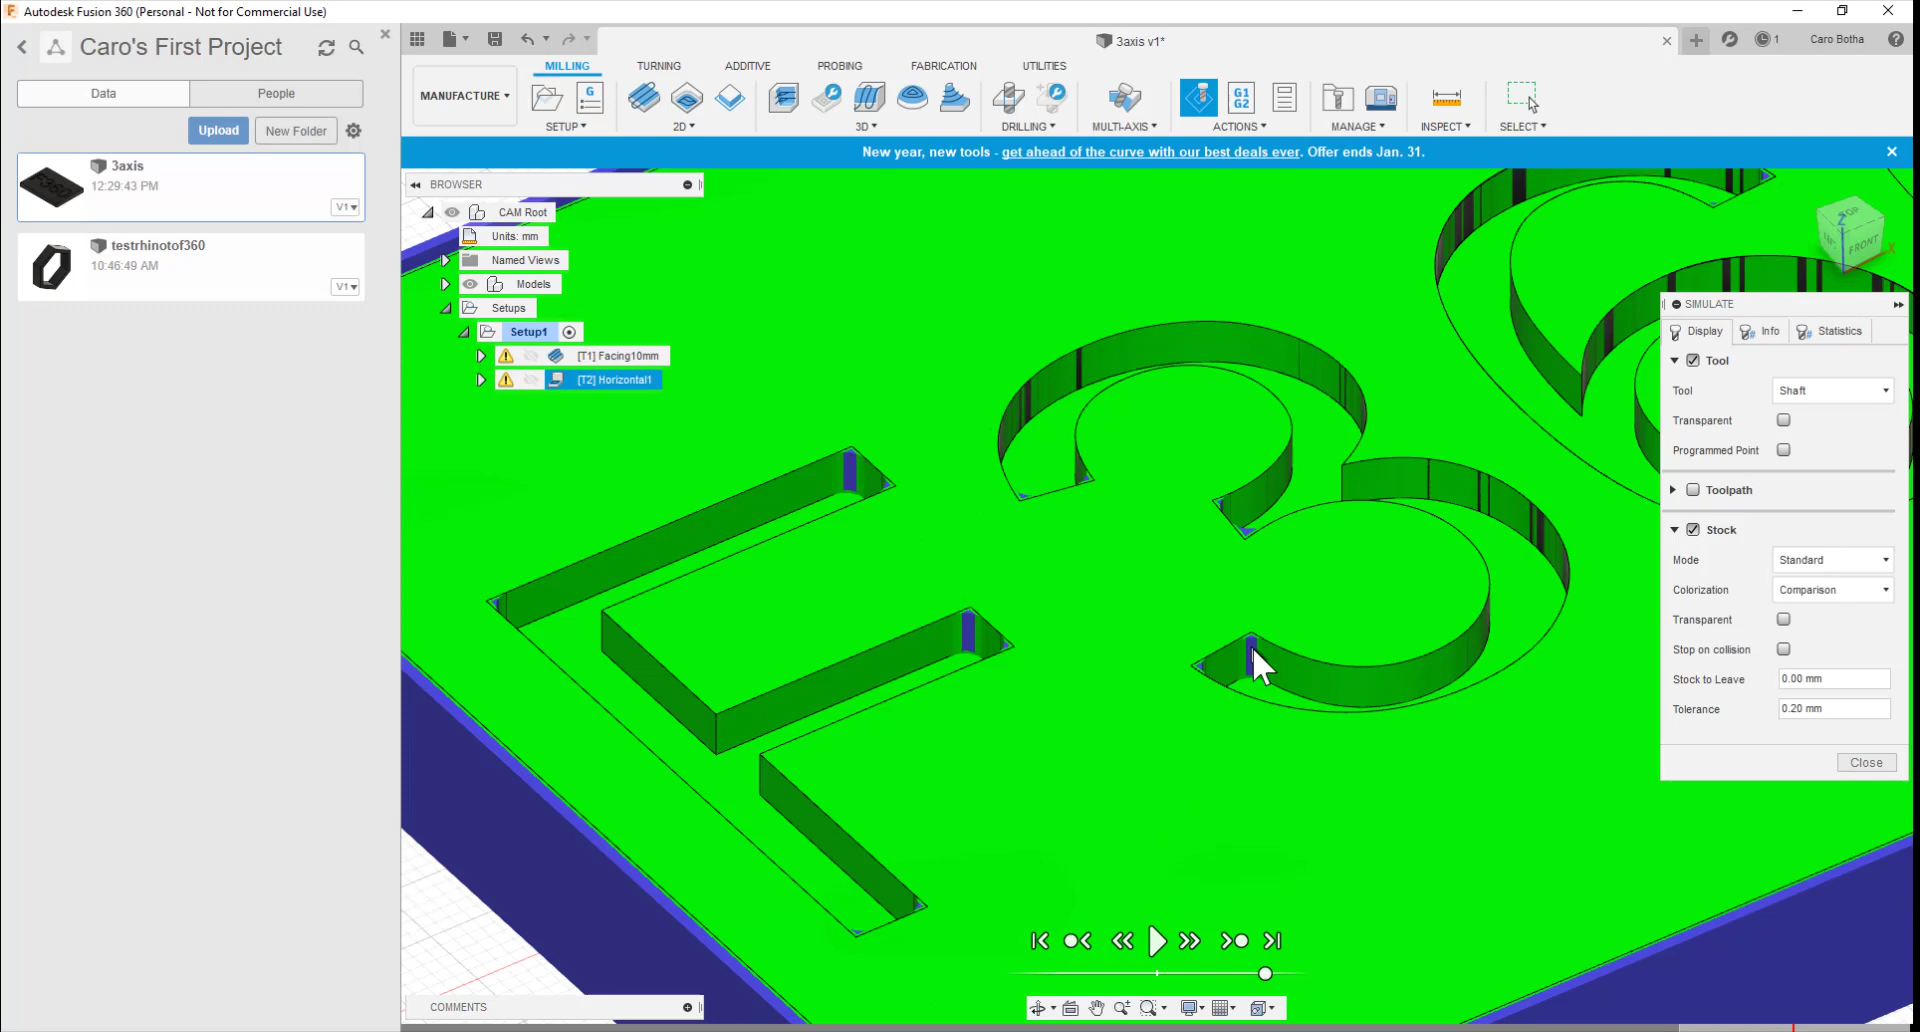 Autodesk Fusion 360 (Personal - Not for Commercial Use)
Caro's First Project
3axis v1*
1
Caro Botha
Data
People
Upload
New Folder
3axis
12:29:43 PM
V1
testrhinotof360
10:46:49 AM
V1
MILLING
TURNING
ADDITIVE
PROBING
FABRICATION
UTILITIES
MANUFACTURE
G
G1
G2
SETUP
2D
3D
DRILLING
MULTI-AXIS
ACTIONS
MANAGE
INSPECT
SELECT
New year, new tools - get ahead of the curve with our best deals ever. Offer ends Jan. 31.
BROWSER
CAM Root
Units: mm
Named Views
Models
Setups
Setup1
[T1] Facing10mm
[T2] Horizontal1
TOP
FRONT
Z
X
SIMULATE
Display
Info
Statistics
Tool
Tool
Shaft
Transparent
Programmed Point
Toolpath
Stock
Mode
Standard
Colorization
Comparison
Transparent
Stop on collision
Stock to Leave
0.00 mm
Tolerance
0.20 mm
Close
COMMENTS